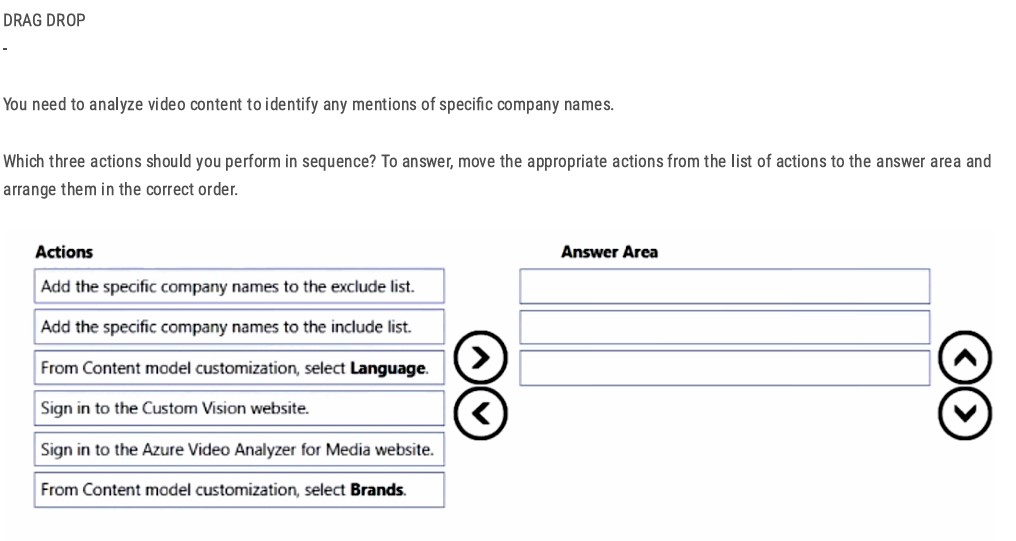 DRAG DROP
-
You need to analyze video content to identify any mentions of specific company names.
Which three actions should you perform in sequence? To answer, move the appropriate actions from the list of actions to the answer area and
arrange them in the correct order.
Actions
Answer Area
Add the specific company names to the exclude list.
Add the specific company names to the include list.
From Content model customization, select Language.
Sign in to the Custom Vision website.
Sign in to the Azure Video Analyzer for Media website.
From Content model customization, select Brands.